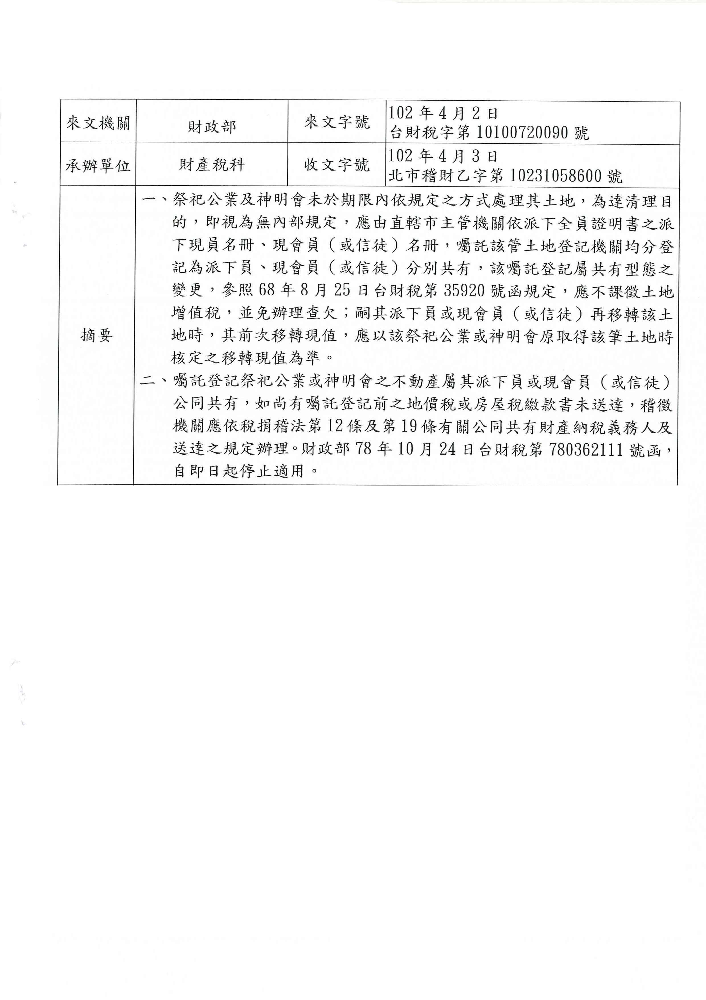 來文機關 財政部 來文字號 102 年 4 月 2 日
台財稅字第 10100720090 號
承辦單位 財產稅科 收文字號 102 年 4 月 3 日
北市稽財乙字第 10231058600 號
一、祭祀公業及神明會未於期限內依規定之方式處理其土地，為達清理目
的，即視為無內部規定，應由直轄市主管機關依派下全員證明書之派
下現員名冊、現會員（或信徒）名冊，囑託該管土地登記機關均分登
記為派下員、現會員（或信徒）分別共有，該囑託登記屬共有型態之
變更，參照 68 年 8 月 25 日台財稅第 35920 號函規定，應不課徵土地
增值稅，並免辦理查欠；嗣其派下員或現會員（或信徒）再移轉該土
摘要 地時，其前次移轉現值，應以該祭祀公業或神明會原取得該筆土地時
核定之移轉現值為準。
二、囑託登記祭祀公業或神明會之不動產屬其派下員或現會員（或信徒）
公同共有，如尚有囑託登記前之地價稅或房屋稅繳款書未送達，稽徵
機關應依稅捐稽法第 12 條及第 19 條有關公同共有財產納稅義務人及
送達之規定辦理。財政部 78 年 10 月 24 日台財稅第 780362111 號函，
自即日起停止適用。